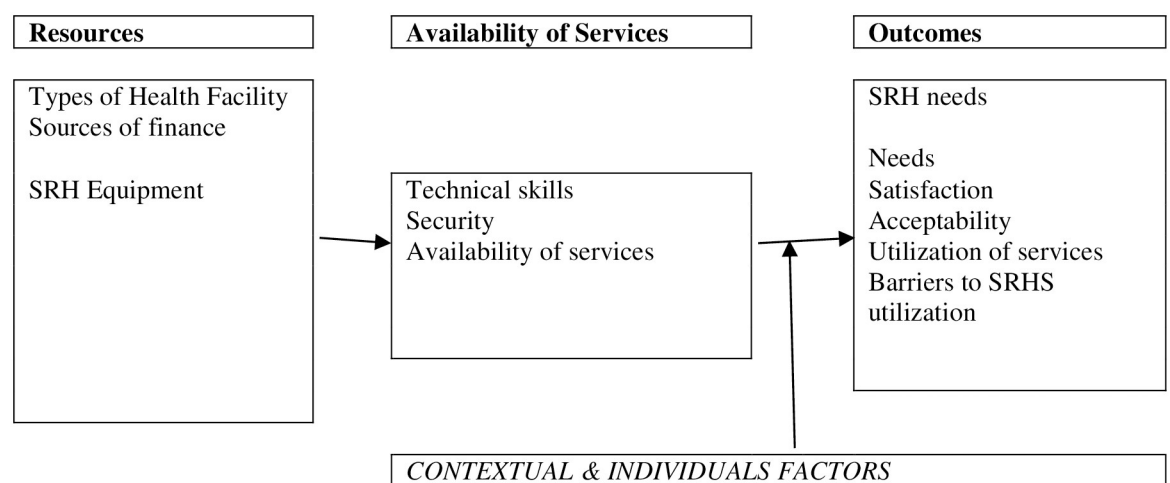 Resources
Availability of Services
Outcomes
Types of Health Facility
Sources of finance
SRH Equipment
Technical skills
Security
Availability of services
SRH needs
Needs
Satisfaction
Acceptability
Utilization of services
Barriers to SRHS
utilization
CONTEXTUAL & INDIVIDUALS FACTORS